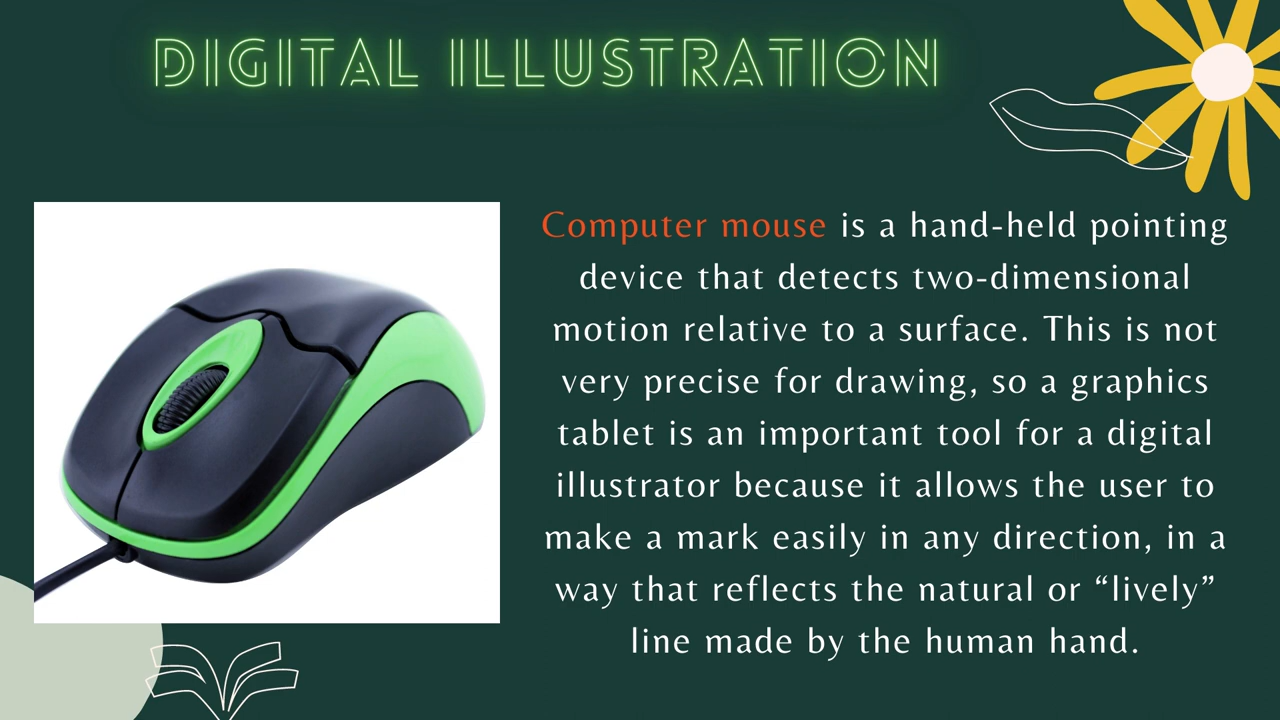 DIGITAL ILLUSTRATION
Computer mouse is a hand-held pointing
device that detects two-dimensional
motion relative to a surface. This is not
very precise for drawing, so a graphics
tablet is an important tool for a digital
illustrator because it allows the user to
make a mark easily in any direction, in a
way that reflects the natural or “lively”
line made by the human hand.